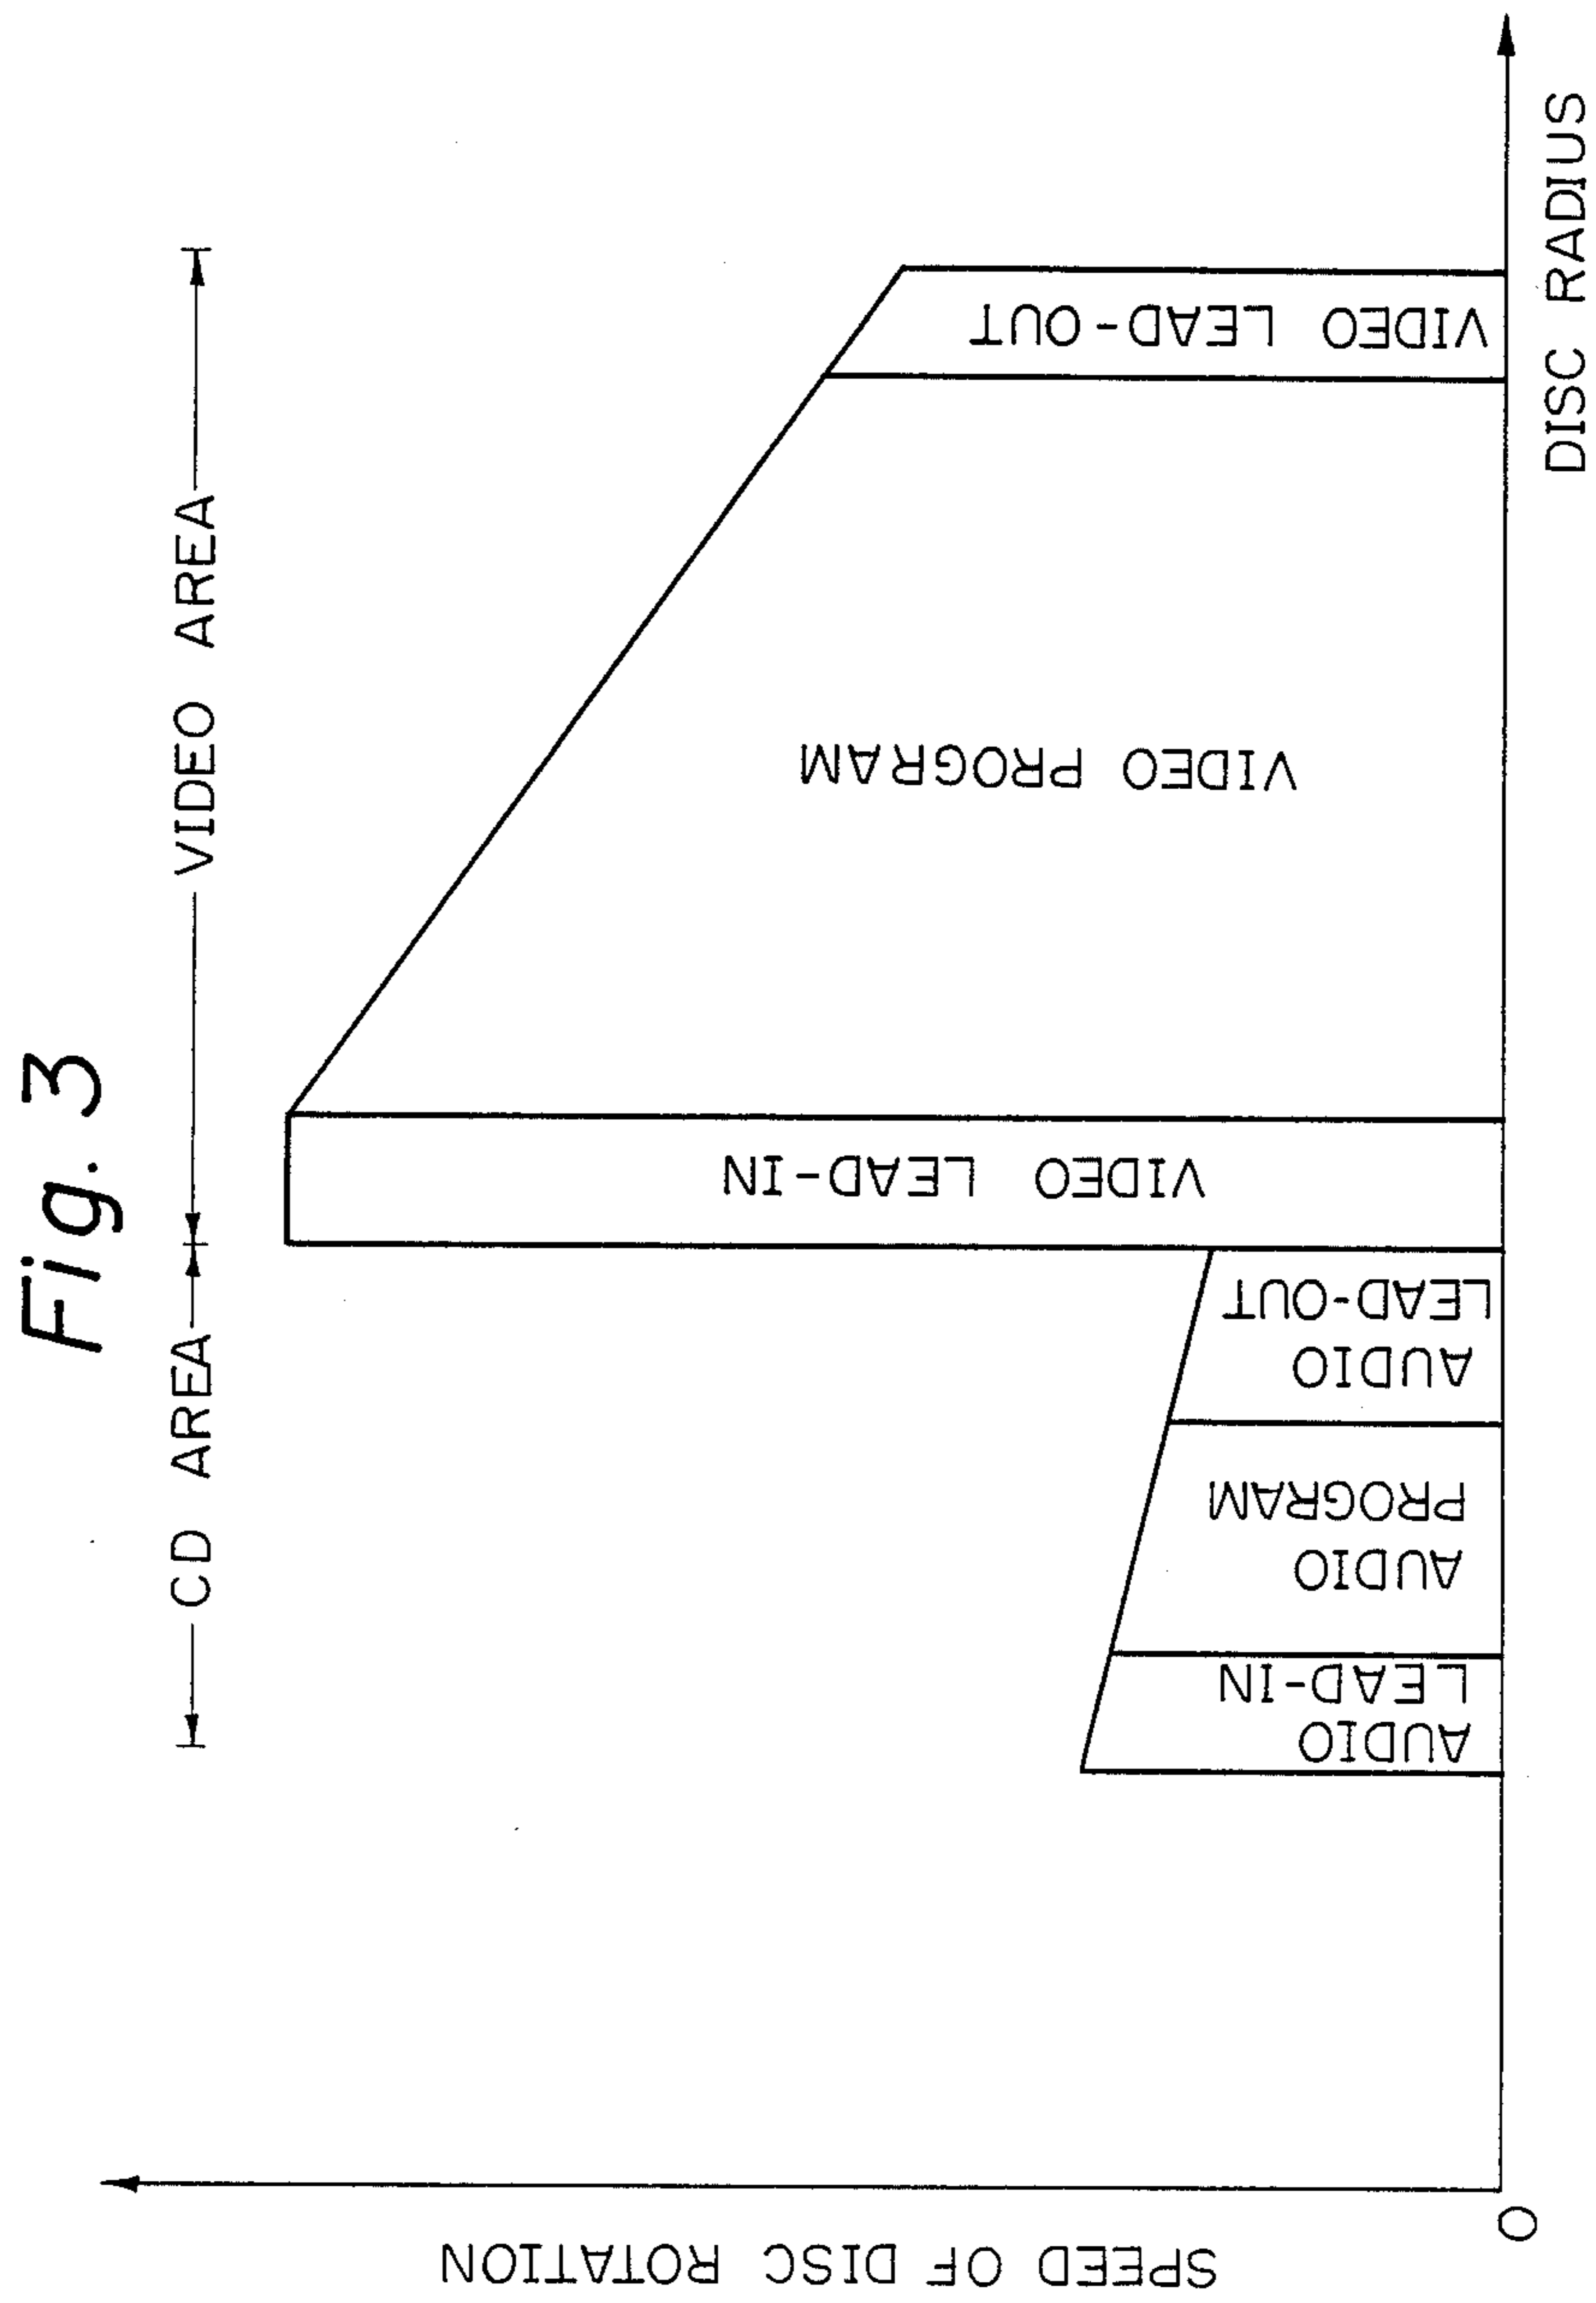 Fig. 3
CD AREA
VIDEO AREA
SPEED OF DISC ROTATION
AUDIO
LEAD-IN
AUDIO
PROGRAM
AUDIO
LEAD-OUT
VIDEO LEAD-IN
VIDEO PROGRAM
VIDEO LEAD-OUT
0
DISC RADIUS